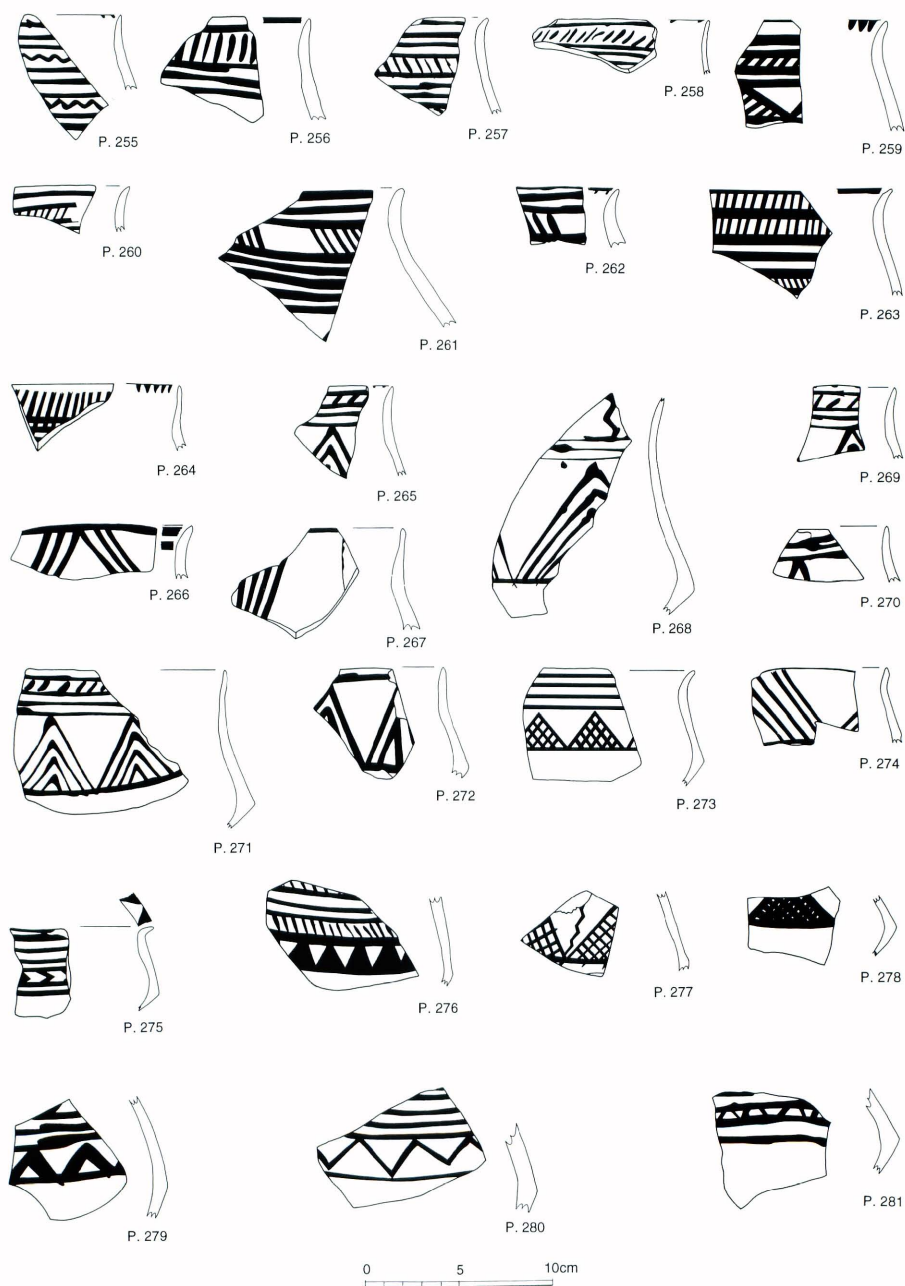 P. 255
P. 256
P. 257
P. 258
P. 259
P. 260
P. 261
P. 262
P. 263
P. 264
P. 265
P. 266
P. 267
P. 268
P. 269
P. 270
P. 271
P. 272
P. 273
P. 274
P. 275
P. 276
P. 277
P. 278
P. 279
P. 280
P. 281
0 5 10cm